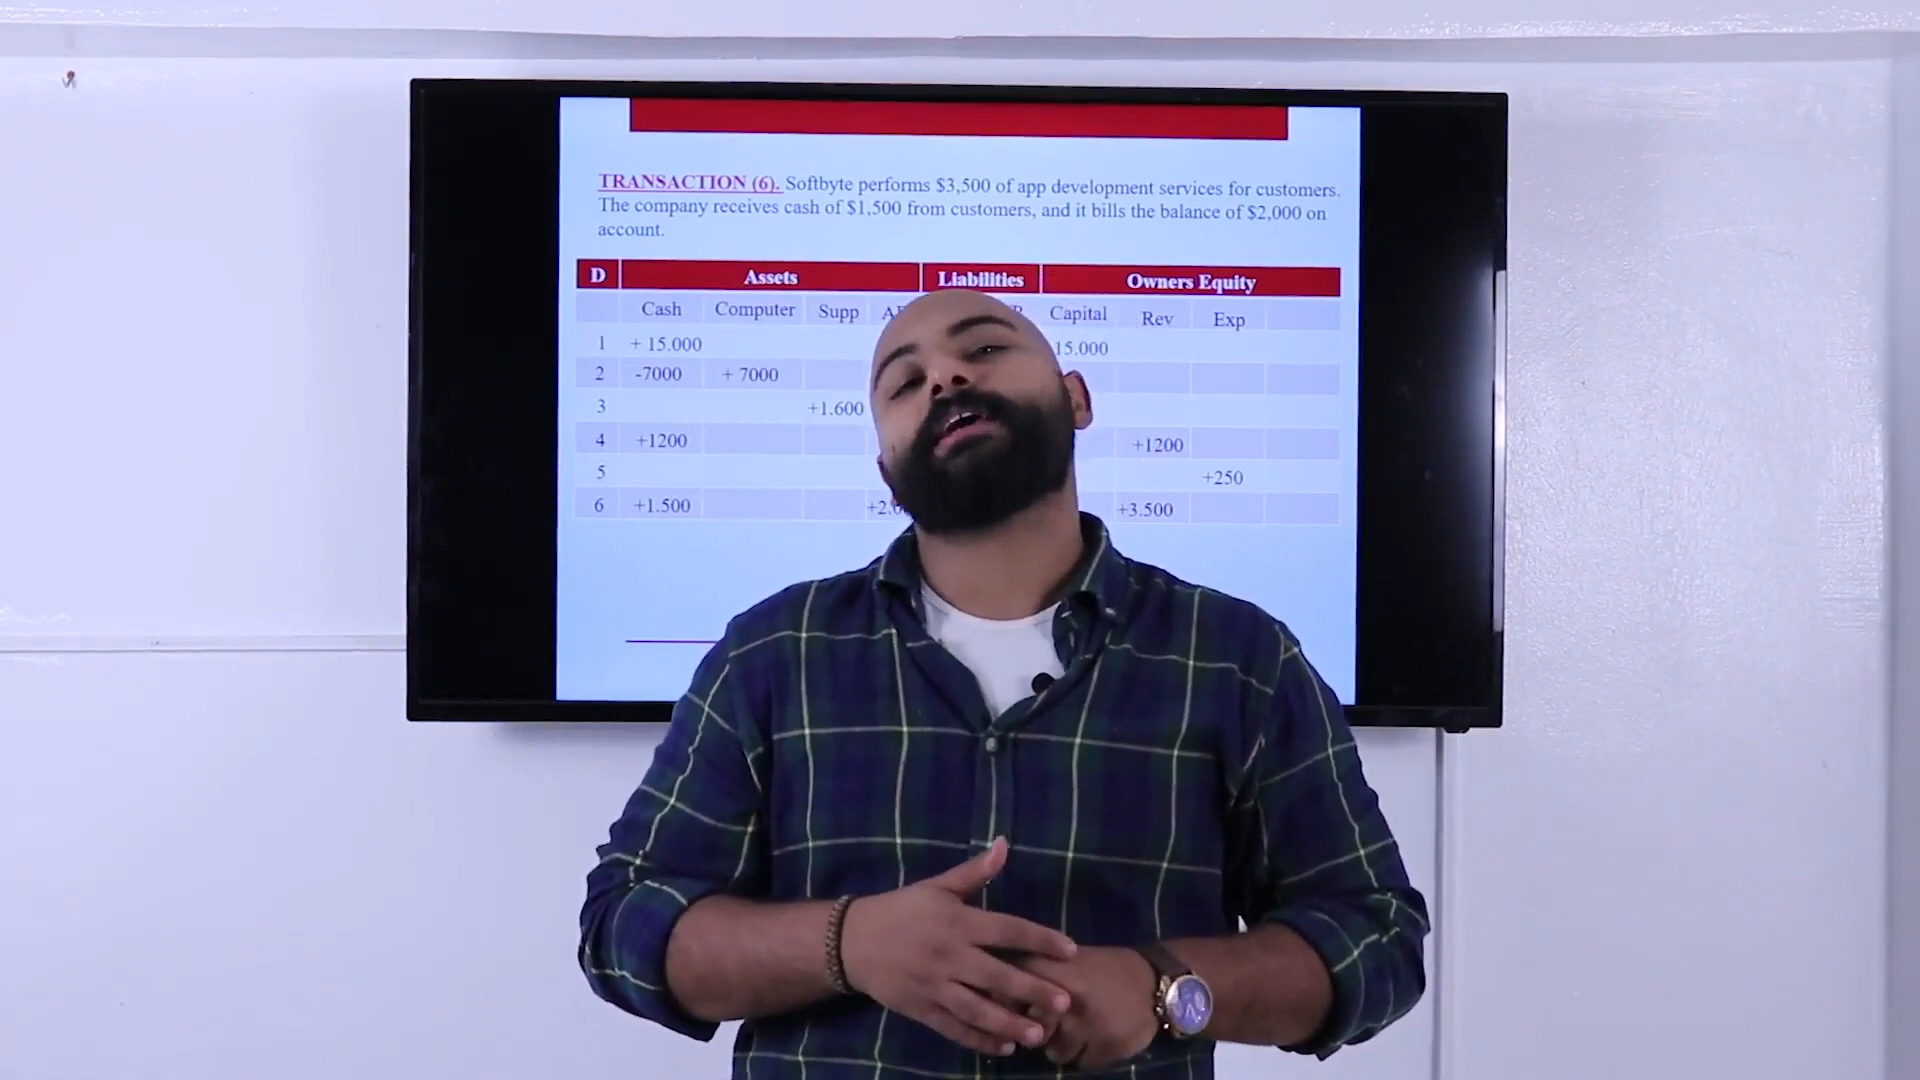 TRANSACTION (6). Softbyte performs $3,500 of app development services for customers.
The company receives cash of $1,500 from customers, and it bills the balance of $2,000 on
account.
D Assets Liabilities Owners Equity
Cash Computer Supp Capital Rev Exp
1 + 15.000 15.000
2 -7000 + 7000
3 +1.600
4 +1200 +1200
5 +250
6 +1.500 +3.500